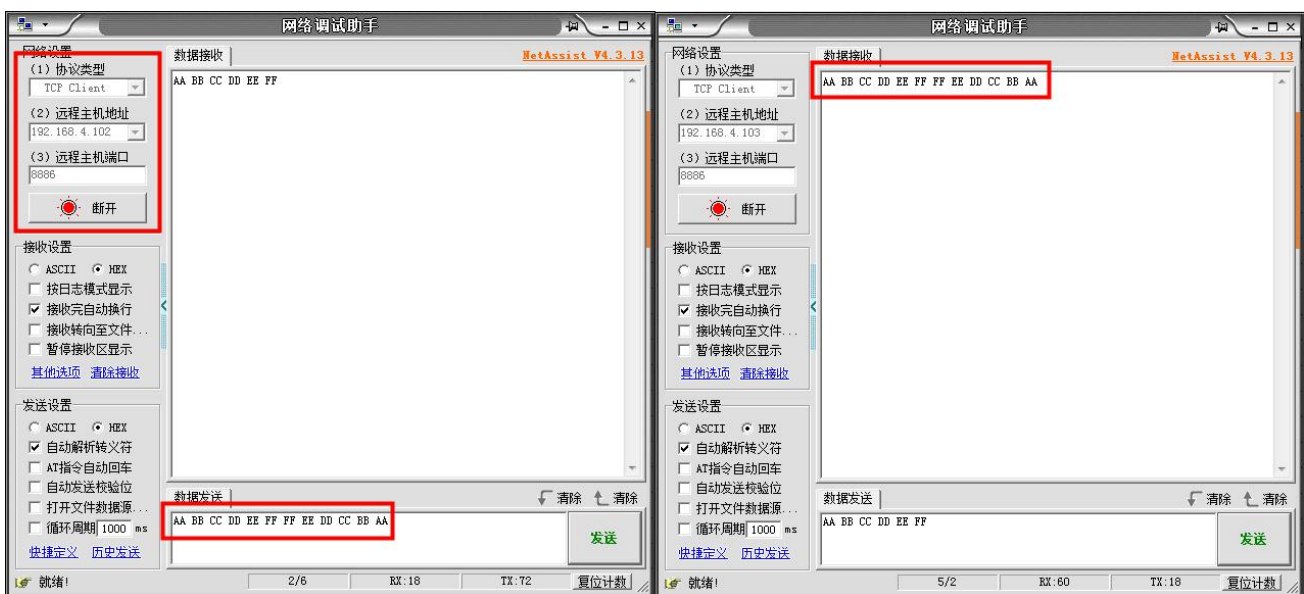 网络调试助手
网络设置
(1) 协议类型
TCP Client
(2) 远程主机地址
192.168.4.102
(3) 远程主机端口
8886
断开
接收设置
ASCII HEX
按日志模式显示
接收完自动换行
接收转向至文件...
暂停接收区显示
其他选项 清除接收
发送设置
ASCII HEX
自动解析转义符
AT指令自动回车
自动发送校验位
打开文件数据源...
循环周期 1000 ms
快捷定义 历史发送
数据接收
NetAssist V4.3.13
AA BB CC DD EE FF
数据发送
清除 清除
AA BB CC DD EE FF FF EE DD CC BB AA
发送
就绪! 2/6 RX:18 TX:72 复位计数
网络调试助手
网络设置
(1) 协议类型
TCP Client
(2) 远程主机地址
192.168.4.103
(3) 远程主机端口
8886
断开
接收设置
ASCII HEX
按日志模式显示
接收完自动换行
接收转向至文件...
暂停接收区显示
其他选项 清除接收
发送设置
ASCII HEX
自动解析转义符
AT指令自动回车
自动发送校验位
打开文件数据源...
循环周期 1000 ms
快捷定义 历史发送
数据接收
NetAssist V4.3.13
AA BB CC DD EE FF FF EE DD CC BB AA
数据发送
清除 清除
AA BB CC DD EE FF
发送
就绪! 5/2 RX:60 TX:18 复位计数